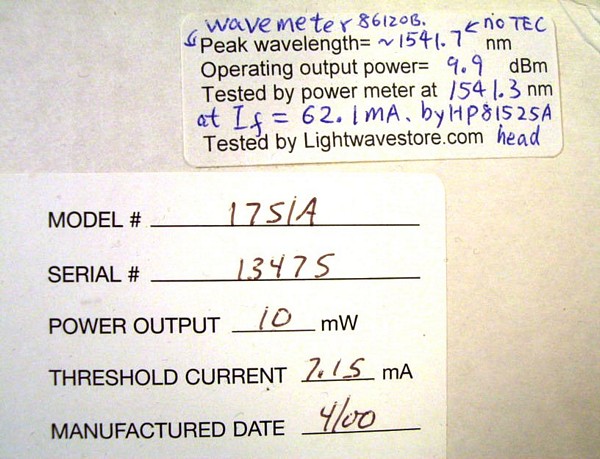 wavemeter 86120B.
Peak wavelength= ~1541.7 nm ← no TEC
Operating output power= 9.9 dBm
Tested by power meter at 1541.3 nm
at If = 62.1mA. by HP81525A
Tested by Lightwavestore.com head
MODEL # 1751A
SERIAL # 13475
POWER OUTPUT 10 mW
THRESHOLD CURRENT 7.15 mA
MANUFACTURED DATE 4/00